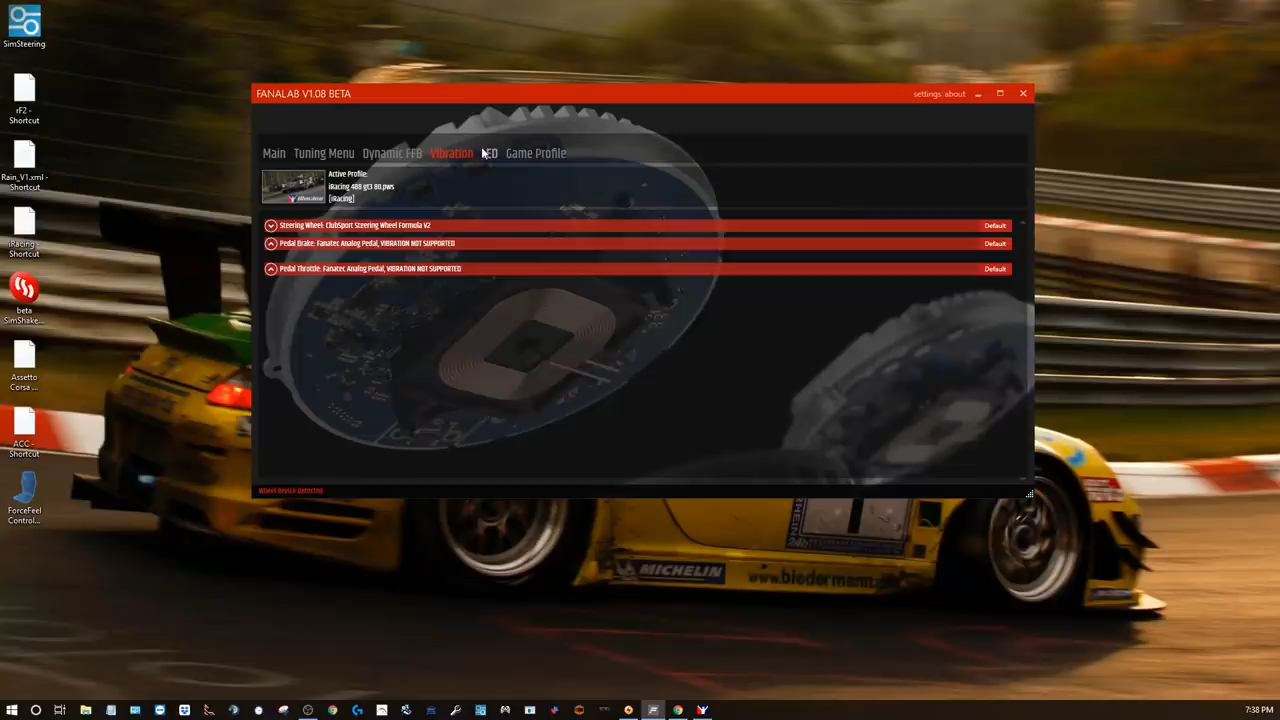 SimSteering
rF2 -
Shortcut
Rain_V1.xml -
Shortcut
iRacing -
Shortcut
beta
SimShake...
Assetto
Corsa ...
ACC -
Shortcut
ForceFeel
Control...
FANALAB V1.08 BETA
settings about
Main Tuning Menu Dynamic FFB Vibration ED Game Profile
Active Profile:
iRacing 488 gt3 80.pws
[iRacing]
Steering Wheel: ClubSport Steering Wheel Formula V2 Default
Pedal Brake: Fanatec Analog Pedal, VIBRATION NOT SUPPORTED Default
Pedal Throttle: Fanatec Analog Pedal, VIBRATION NOT SUPPORTED Default
Wheel Device detected
MICHELIN
www.biedermann
7:38 PM